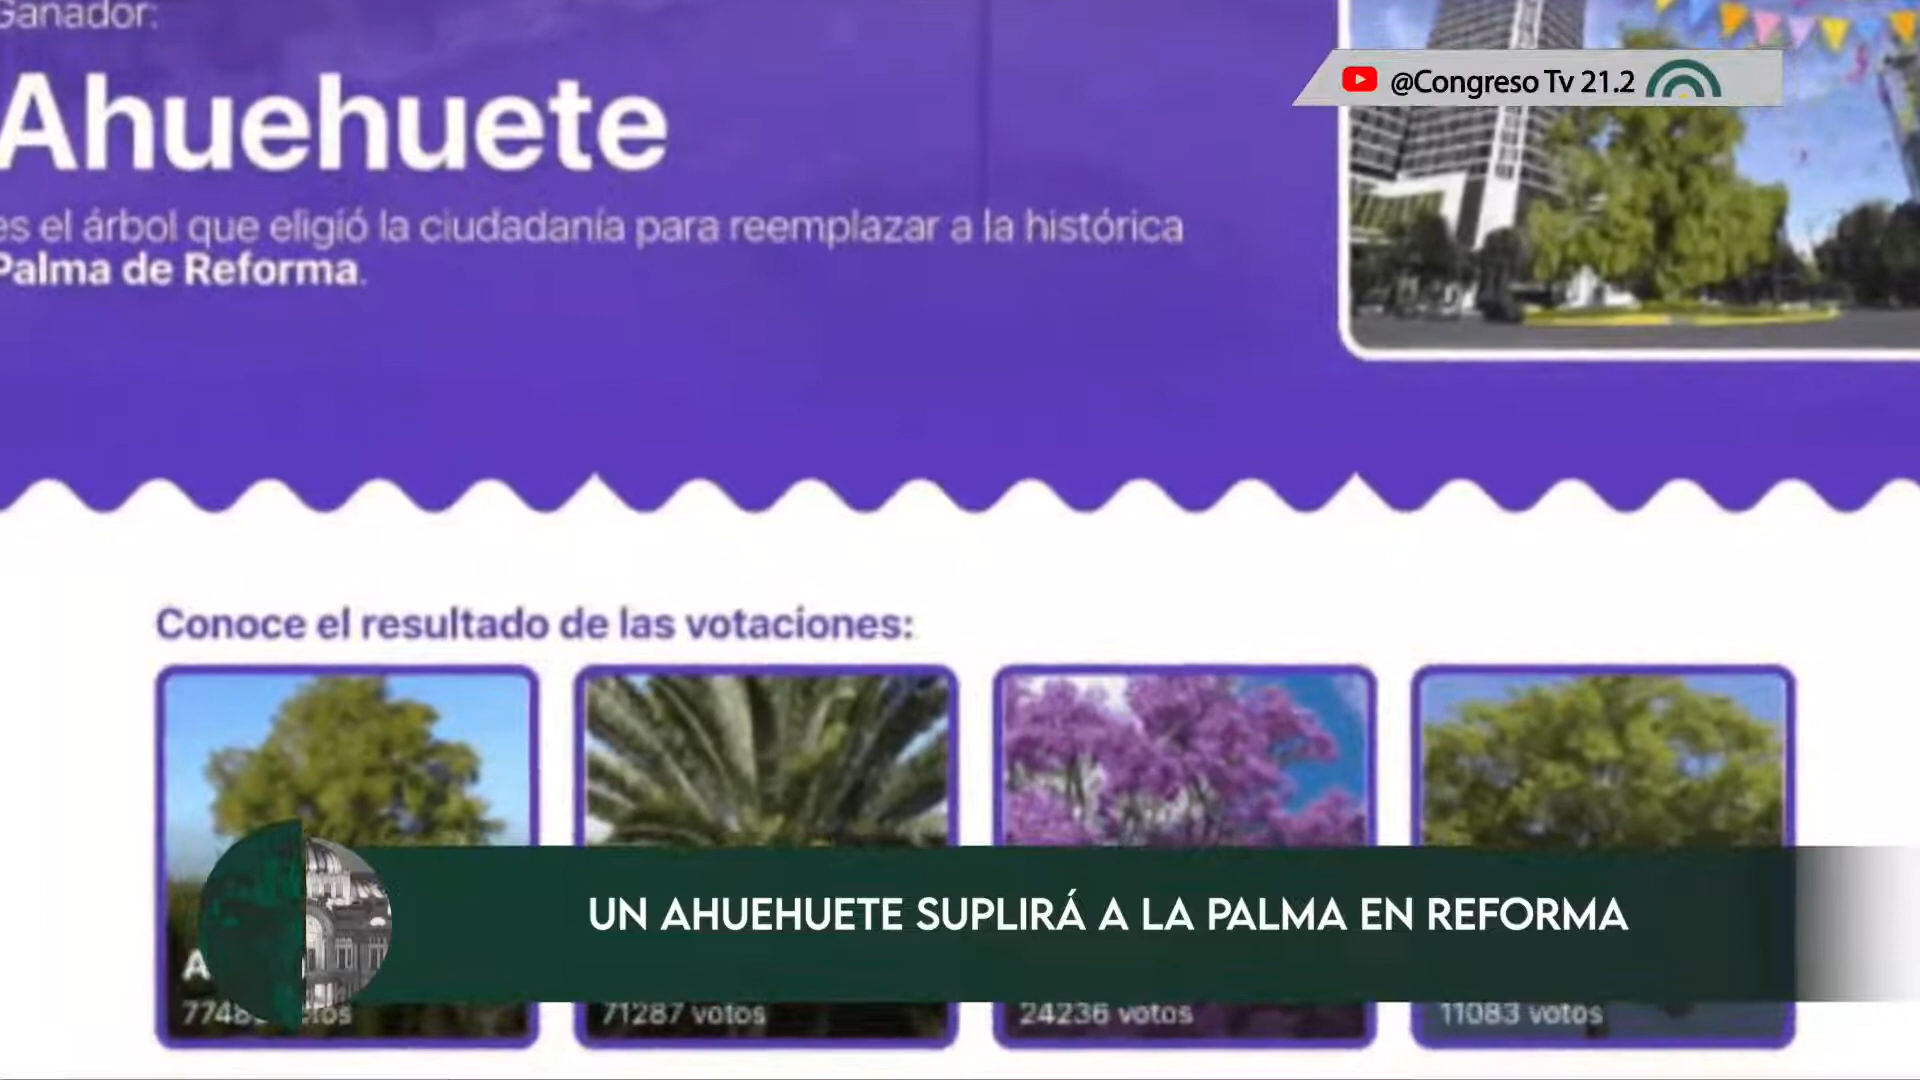 Ganador:
Ahuehuete
es el árbol que eligió la ciudadanía para reemplazar a la histórica
Palma de Reforma.
@Congreso Tv 21.2
Conoce el resultado de las votaciones:
UN AHUEHUETE SUPLIRÁ A LA PALMA EN REFORMA
71287 votos
24236 votos
11083 votos